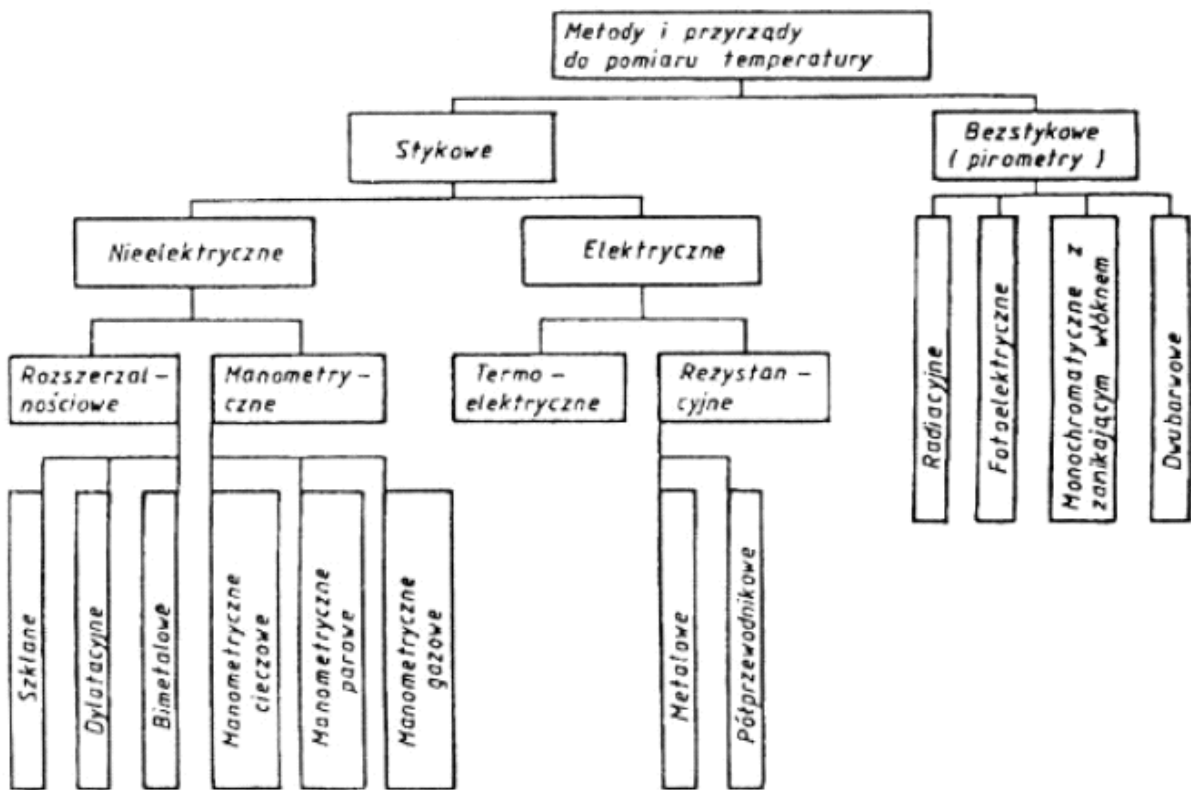 Metody i przyrządy
do pomiaru temperatury
Stykowe
Bezstykowe
( pirometry )
Nieelektryczne
Elektryczne
Rozszerzal-
nościowe
Manometry-
czne
Termo-
elektryczne
Rezystan-
cyjne
Szklane
Dylatacyjne
Bimetalowe
Manometryczne
cieczowe
Manometryczne
parowe
Manometryczne
gazowe
Metalowe
Półprzewodnikowe
Radiacyjne
Fotoelektryczne
Monochromatyczne z
zanikającym włóknem
Dwubarwowe